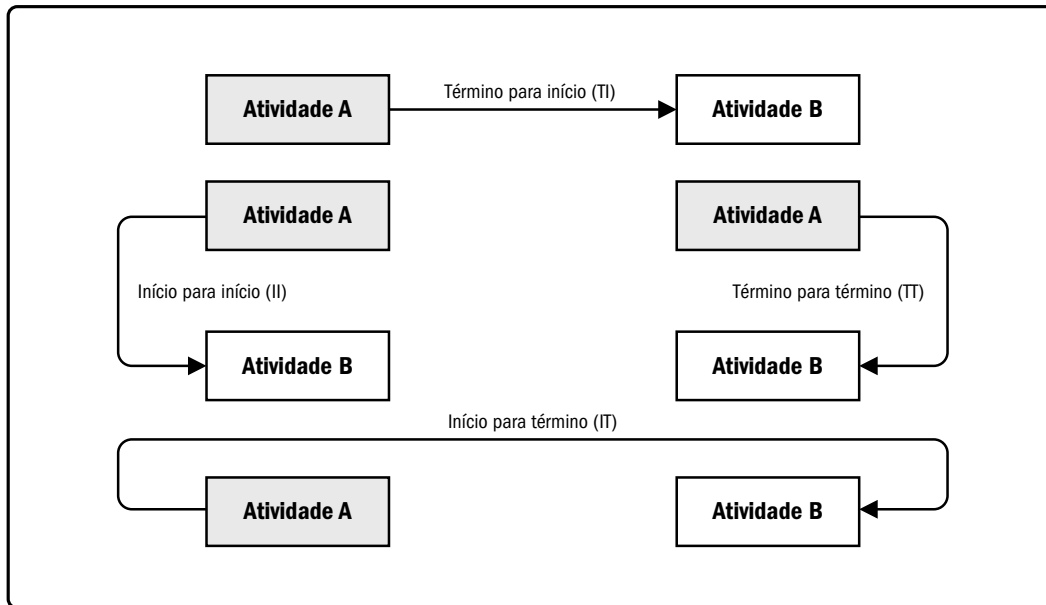 Atividade A
Término para início (TI)
Atividade B
Atividade A
Atividade A
Início para início (II)
Término para término (TT)
Atividade B
Atividade B
Início para término (IT)
Atividade A
Atividade B